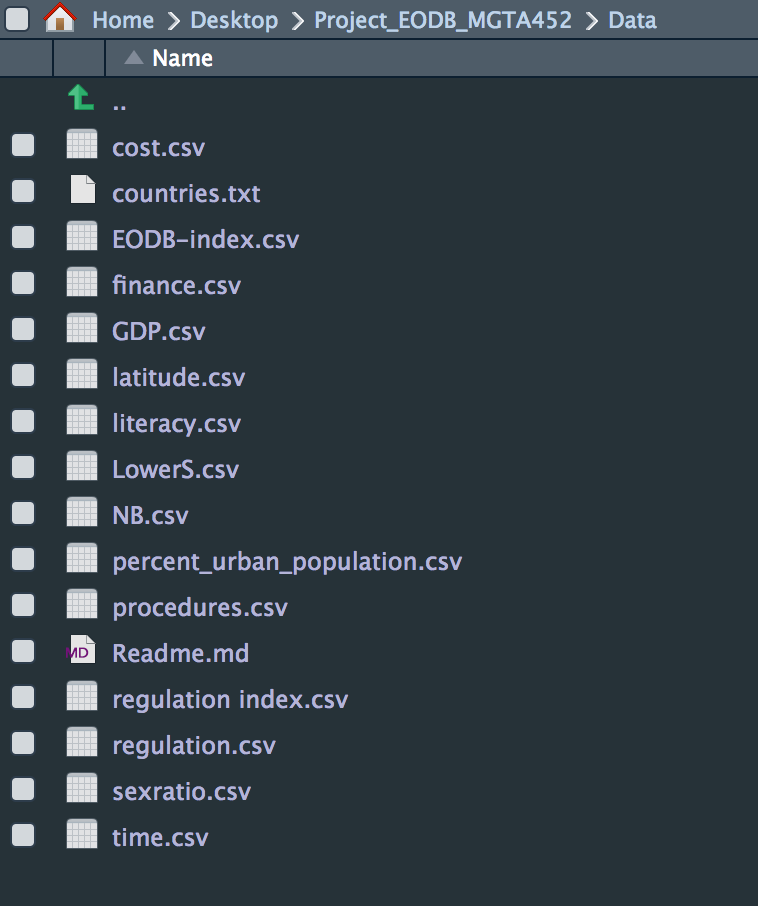 Home Desktop Project_EODB_MGTA452 Data
Name
..
cost.csv
countries.txt
EODB-index.csv
finance.csv
GDP.csv
latitude.csv
literacy.csv
LowerS.csv
NB.csv
percent_urban_population.csv
procedures.csv
MD Readme.md
regulation index.csv
regulation.csv
sexratio.csv
time.csv